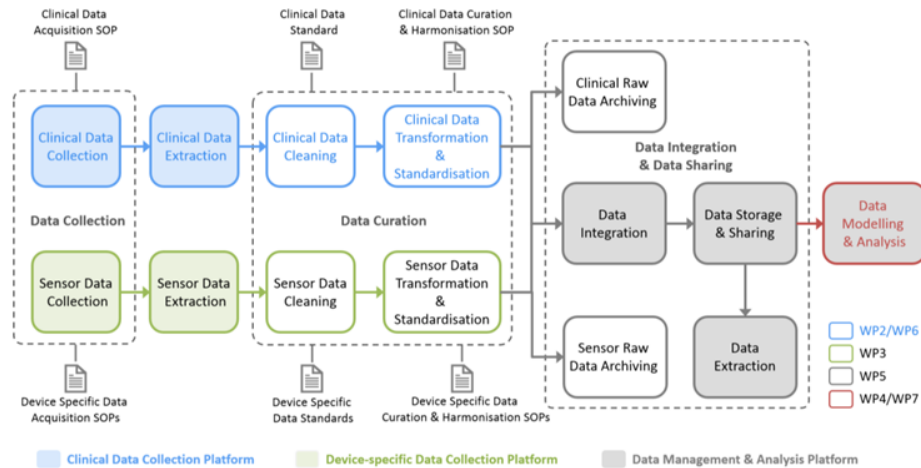 Clinical Data
Acquisition SOP
Clinical Data
Standard
Clinical Data Curation
& Harmonisation SOP
Clinical Data
Collection
Clinical Data
Extraction
Clinical Data
Cleaning
Clinical Data
Transformation
&
Standardisation
Clinical Raw
Data Archiving
Data Integration
& Data Sharing
Data Collection
Data Curation
Data
Integration
Data Storage
& Sharing
Data
Modelling
& Analysis
Sensor Data
Collection
Sensor Data
Extraction
Sensor Data
Cleaning
Sensor Data
Transformation
&
Standardisation
Sensor Raw
Data Archiving
Data
Extraction
WP2/WP6
WP3
WP5
WP4/WP7
Device Specific Data
Acquisition SOPs
Device Specific
Data Standards
Device Specific Data
Curation & Harmonisation SOPs
Clinical Data Collection Platform
Device-specific Data Collection Platform
Data Management & Analysis Platform